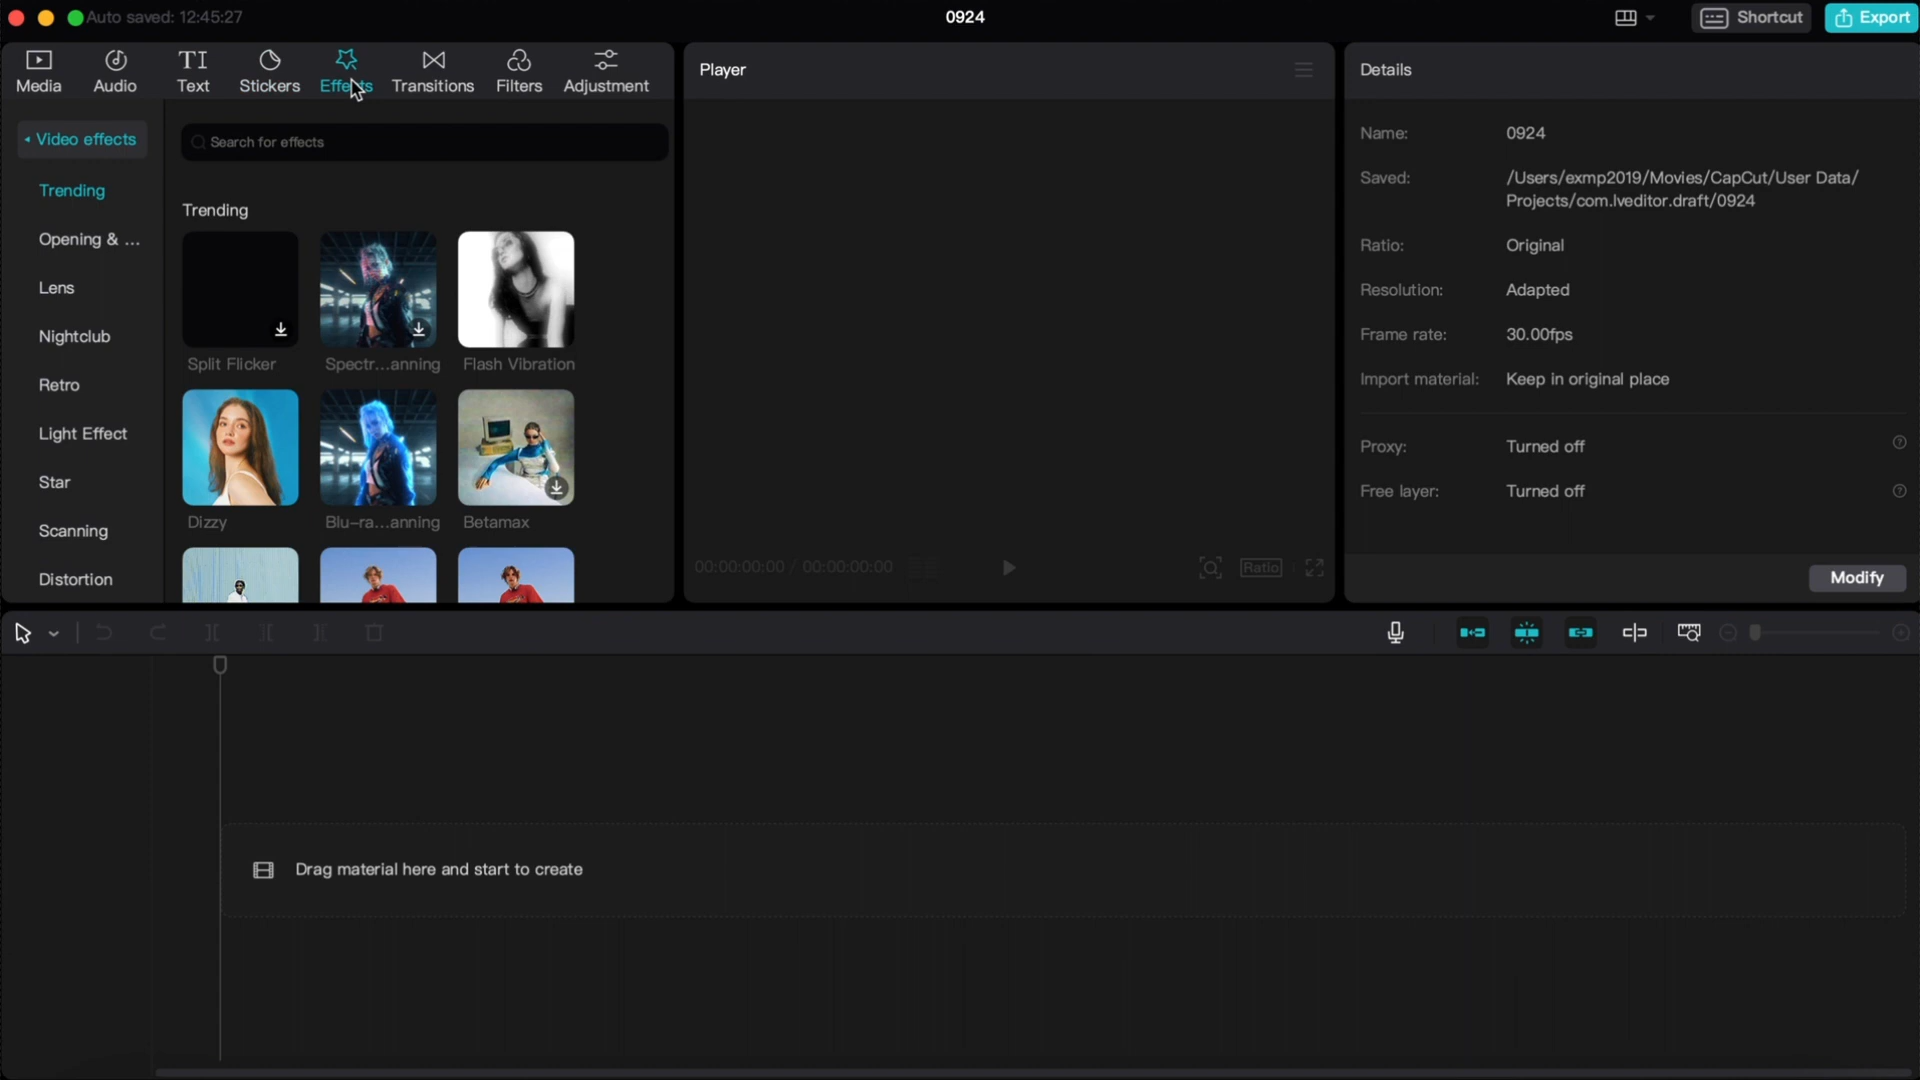 Auto saved: 12:45:27
0924
Shortcut
Export
Media
Audio
TI
Text
Stickers
Effects
Transitions
Filters
Adjustment
Video effects
Trending
Opening & ...
Lens
Nightclub
Retro
Light Effect
Star
Scanning
Distortion
Search for effects
Trending
Split Flicker
Spectr...anning
Flash Vibration
Dizzy
Blu-ra...anning
Betamax
Player
00:00:00:00 / 00:00:00:00
Ratio
Details
Name: 0924
Saved: /Users/exmp2019/Movies/CapCut/User Data/
Projects/com.lveditor.draft/0924
Ratio: Original
Resolution: Adapted
Frame rate: 30.00fps
Import material: Keep in original place
Proxy: Turned off
Free layer: Turned off
Modify
Drag material here and start to create